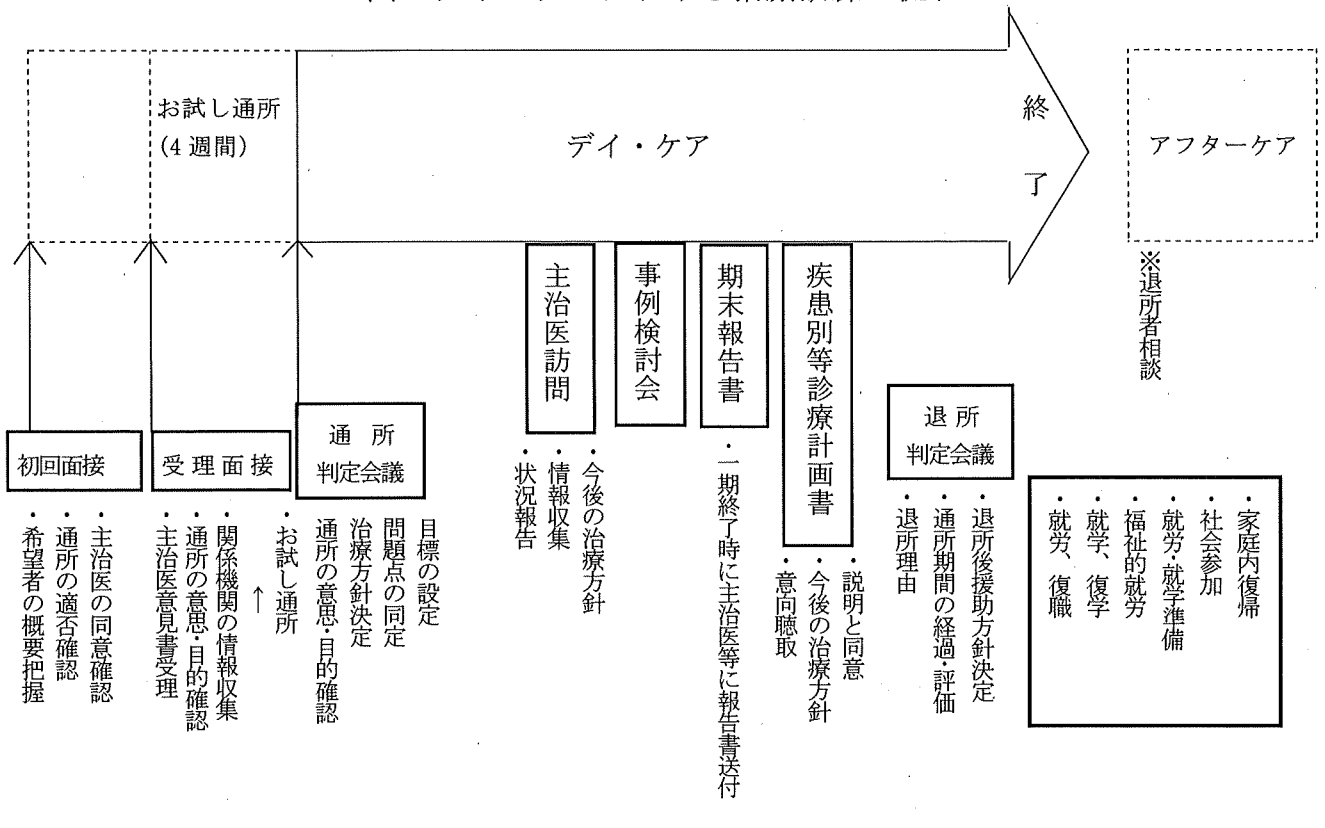 お試し通所
(4週間)
デイ・ケア
終
了
アフターケア
※退所者相談
初回面接
・希望者の概要把握
・通所の適否確認
・主治医の同意確認
受理面接
・主治医意見書受理
・通所の意思・目的確認
・関係機関の情報収集
↑
・お試し通所
通所
判定会議
通所の意思・目的確認
治療方針決定
問題点の同定
目標の設定
主治医訪問
・状況報告
・情報収集
・今後の治療方針
事例検討会
期末報告書
・一期終了時に主治医等に報告書送付
疾患別等診療計画書
・意向聴取
・今後の治療方針
・説明と同意
退所
判定会議
・退所理由
・通所期間の経過・評価
・退所後援助方針決定
・就労、復職
・就学、復学
・福祉的就労
・就労・就学準備
・社会参加
・家庭内復帰